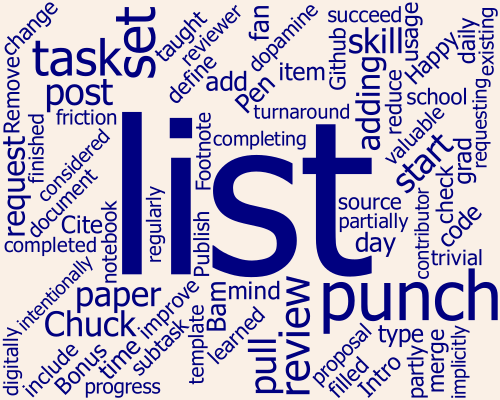 change
Remove
task
set
taught
reviewer
define
fan
dopamine
succeed
Github
skill
usage
Happy
daily
existing
post
add
Pen
item
adding
reduce
school
friction
Footnote
turnaround
completing
valuable
requesting
request
finished
considered
document
list
start
grad
check
Cite
completed
notebook
regularly
Publish
source
partially
day
contributor
code
trivial
intentionally
paper
Chuck
improve
Bam
mind
review
punch
digitally
include
Bonus
time
subtask
progress
template
learned
pull
proposal
filled
type
Intro
partly
merge
implicitly